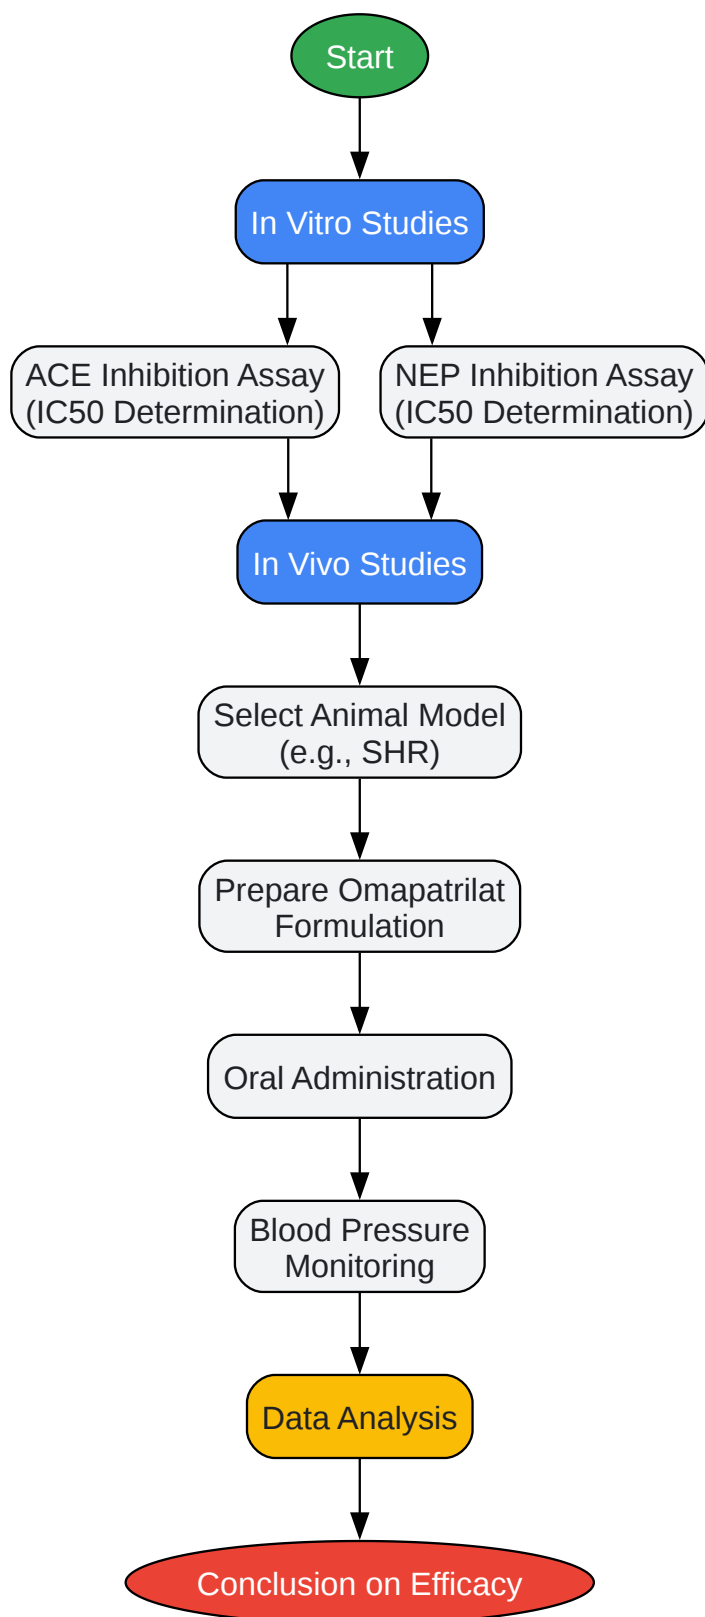 Start
In Vitro Studies
ACE Inhibition Assay
(IC50 Determination)
NEP Inhibition Assay
(IC50 Determination)
In Vivo Studies
Select Animal Model
(e.g., SHR)
Prepare Omapatrilat
Formulation
Oral Administration
Blood Pressure
Monitoring
Data Analysis
Conclusion on Efficacy